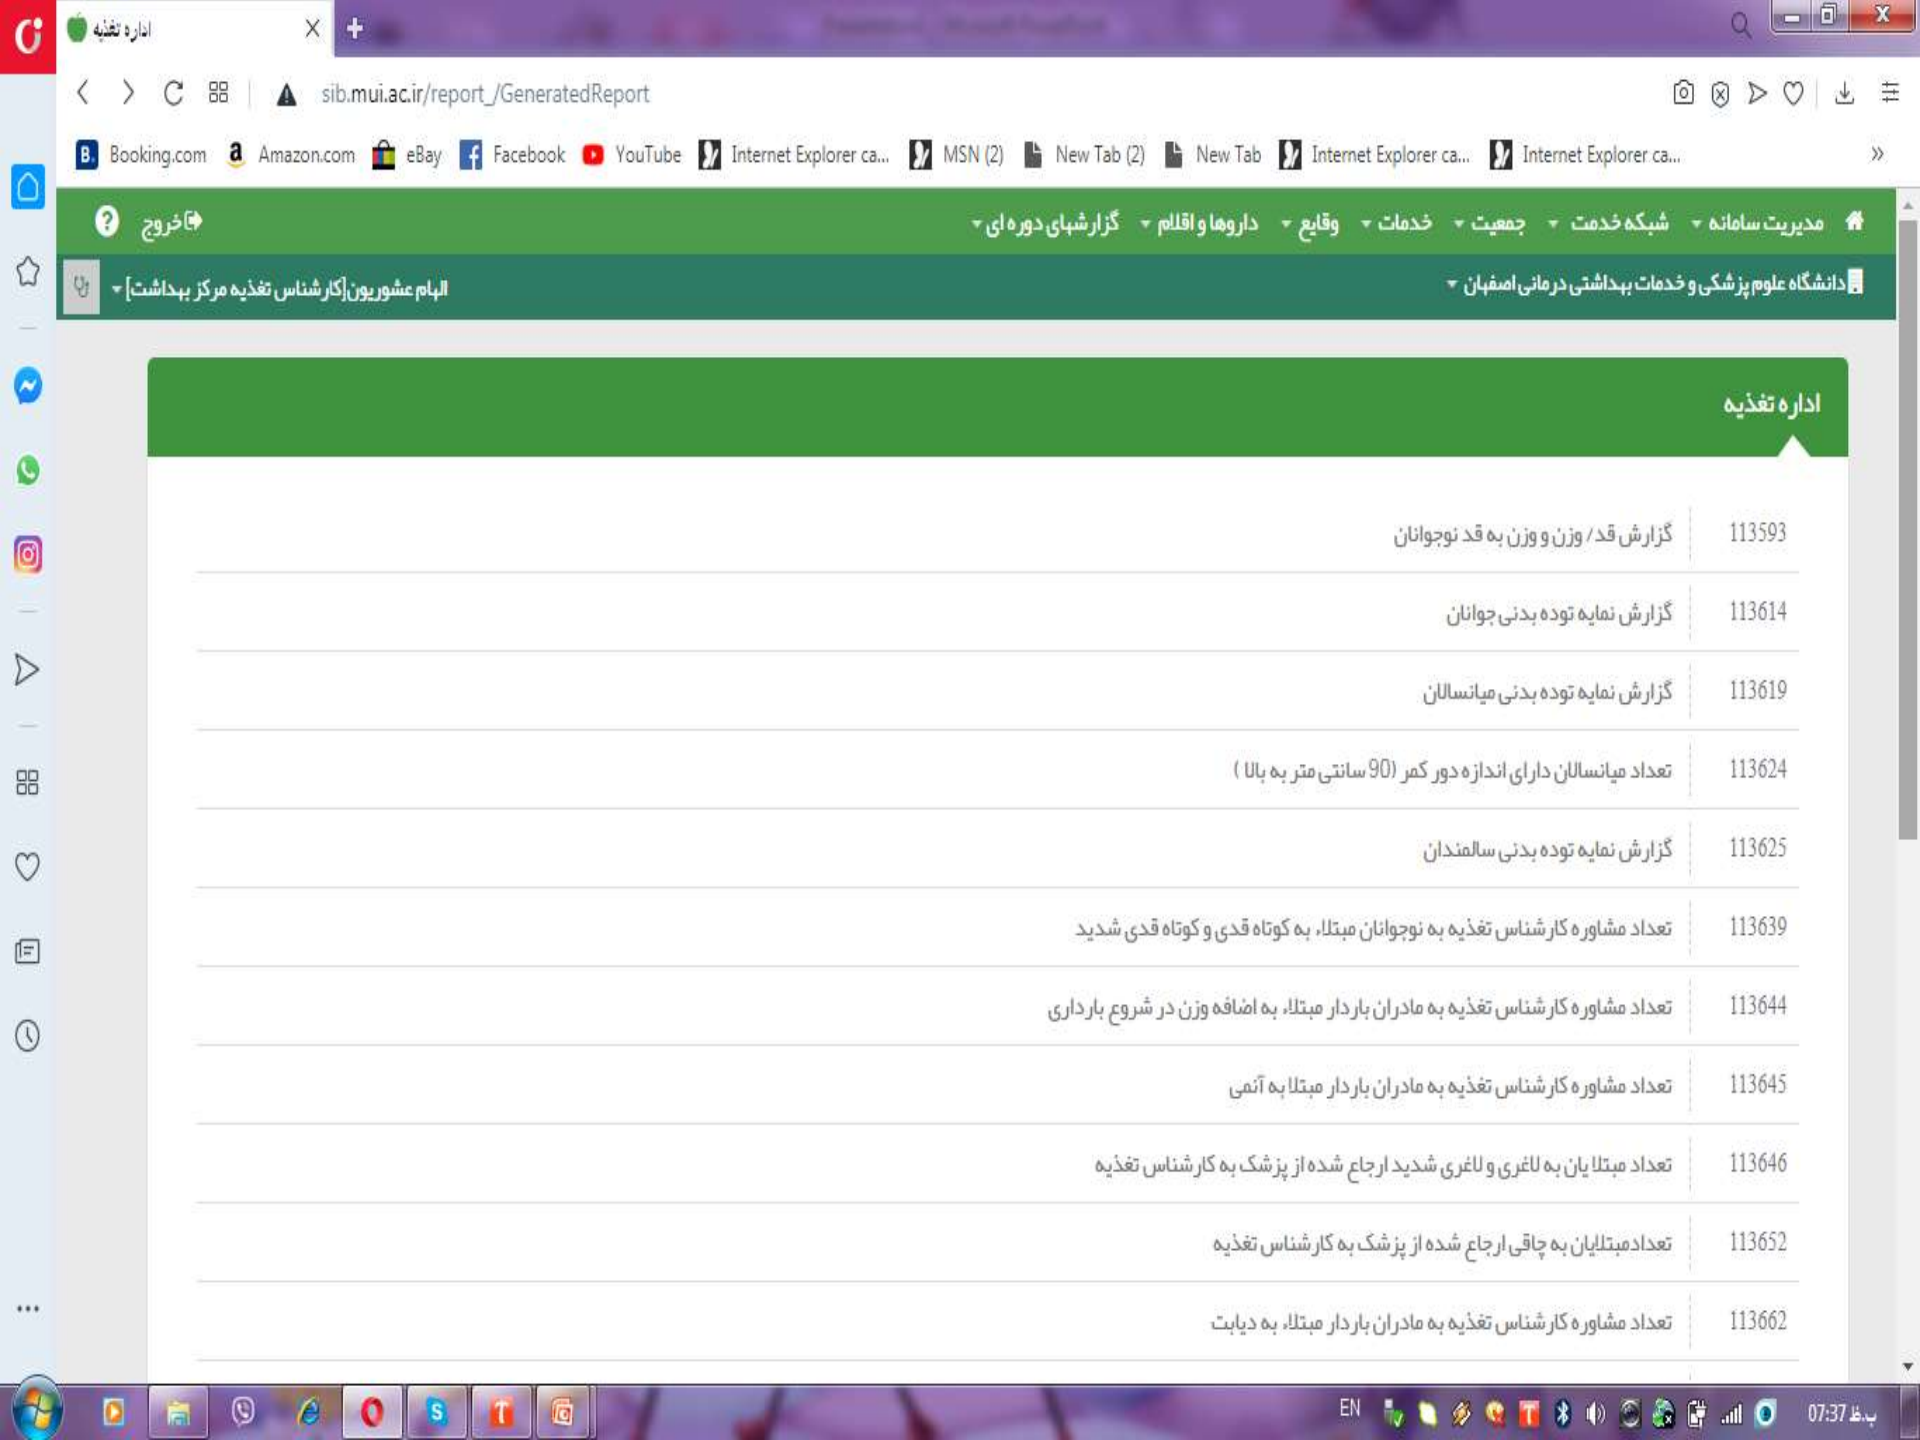 اداره تغذیه
sib.mui.ac.ir/report_/GeneratedReport
Booking.com Amazon.com eBay Facebook YouTube Internet Explorer ca... MSN (2) New Tab (2) New Tab Internet Explorer ca... Internet Explorer ca... »
مدیریت سامانه شبکه خدمت جمعیت خدمات وقایع داروها و اقلام گزارشهای دوره ای خروج ?
دانشگاه علوم پزشکی و خدمات بهداشتی درمانی اصفهان الهام عشوریون[کارشناس تغذیه مرکز بهداشت]
اداره تغذیه
113593 گزارش قد/ وزن و وزن به قد نوجوانان
113614 گزارش نمایه توده بدنی جوانان
113619 گزارش نمایه توده بدنی میانسالان
113624 تعداد میانسالان دارای اندازه دور کمر (90 سانتی متر به بالا )
113625 گزارش نمایه توده بدنی سالمندان
113639 تعداد مشاوره کارشناس تغذیه به نوجوانان مبتلاء به کوتاه قدی و کوتاه قدی شدید
113644 تعداد مشاوره کارشناس تغذیه به مادران باردار مبتلاء به اضافه وزن در شروع بارداری
113645 تعداد مشاوره کارشناس تغذیه به مادران باردار مبتلا به آنمی
113646 تعداد مبتلا یان به لاغری و لاغری شدید ارجاع شده از پزشک به کارشناس تغذیه
113652 تعدادمبتلایان به چاقی ارجاع شده از پزشک به کارشناس تغذیه
113662 تعداد مشاوره کارشناس تغذیه به مادران باردار مبتلاء به دیابت
EN 07:37 ب.ظ